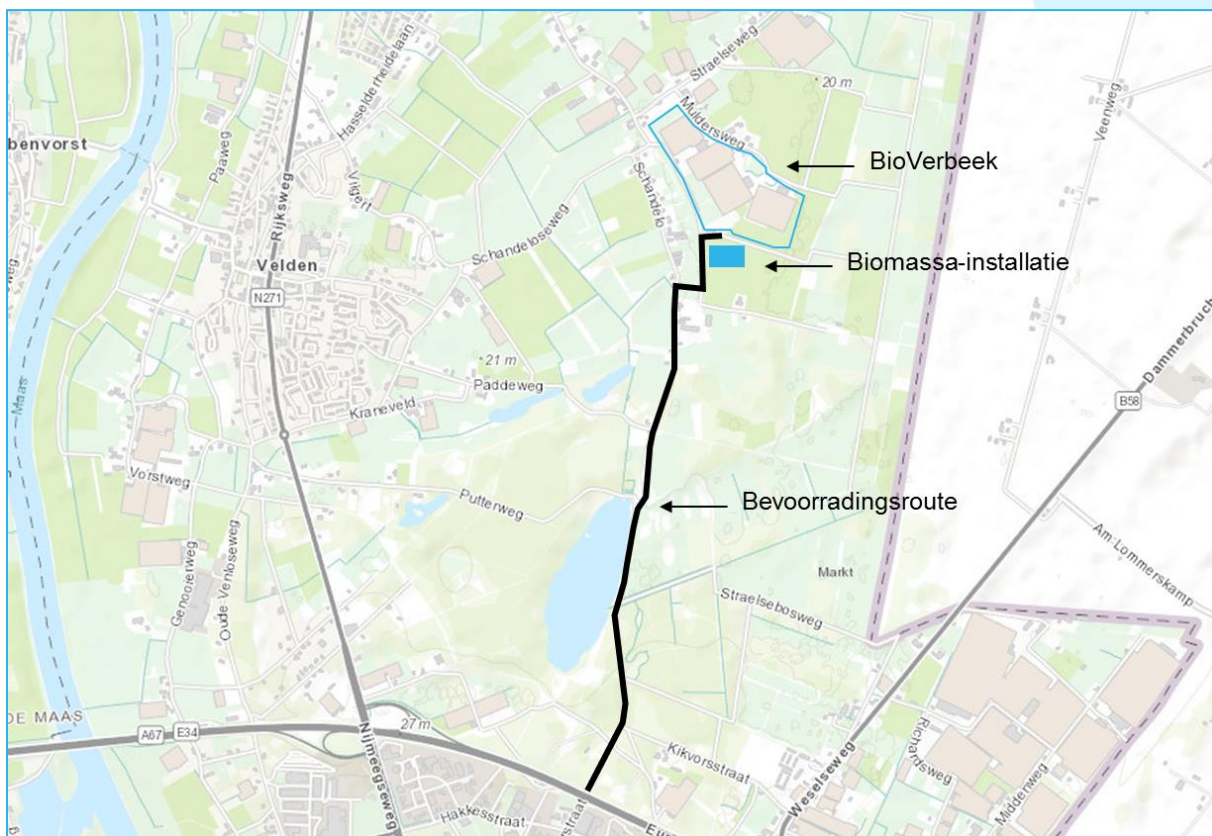 Straelseweg
Hasselderheidelaan
20 m
Veenweg
benvorst
Paaweg
Muldersweg
BioVerbeek
Vilgert
Rijksweg
Schandelo
Schandeloseweg
Velden
Biomassa-installatie
N271
Dammerbruch
21 m
Maas
Paddeweg
B58
Kraneveld
Vorstweg
Putterweg
Bevoorradingsroute
Am Lommerskamp
Genooierweg
Oude Venloseweg
Markt
Straelsebosweg
DE MAAS
27 m
A67
E34
Nijmeegseweg
Kikvorsstraat
Weselseweg
Richardsweg
Middenweg
Hakkesstraat